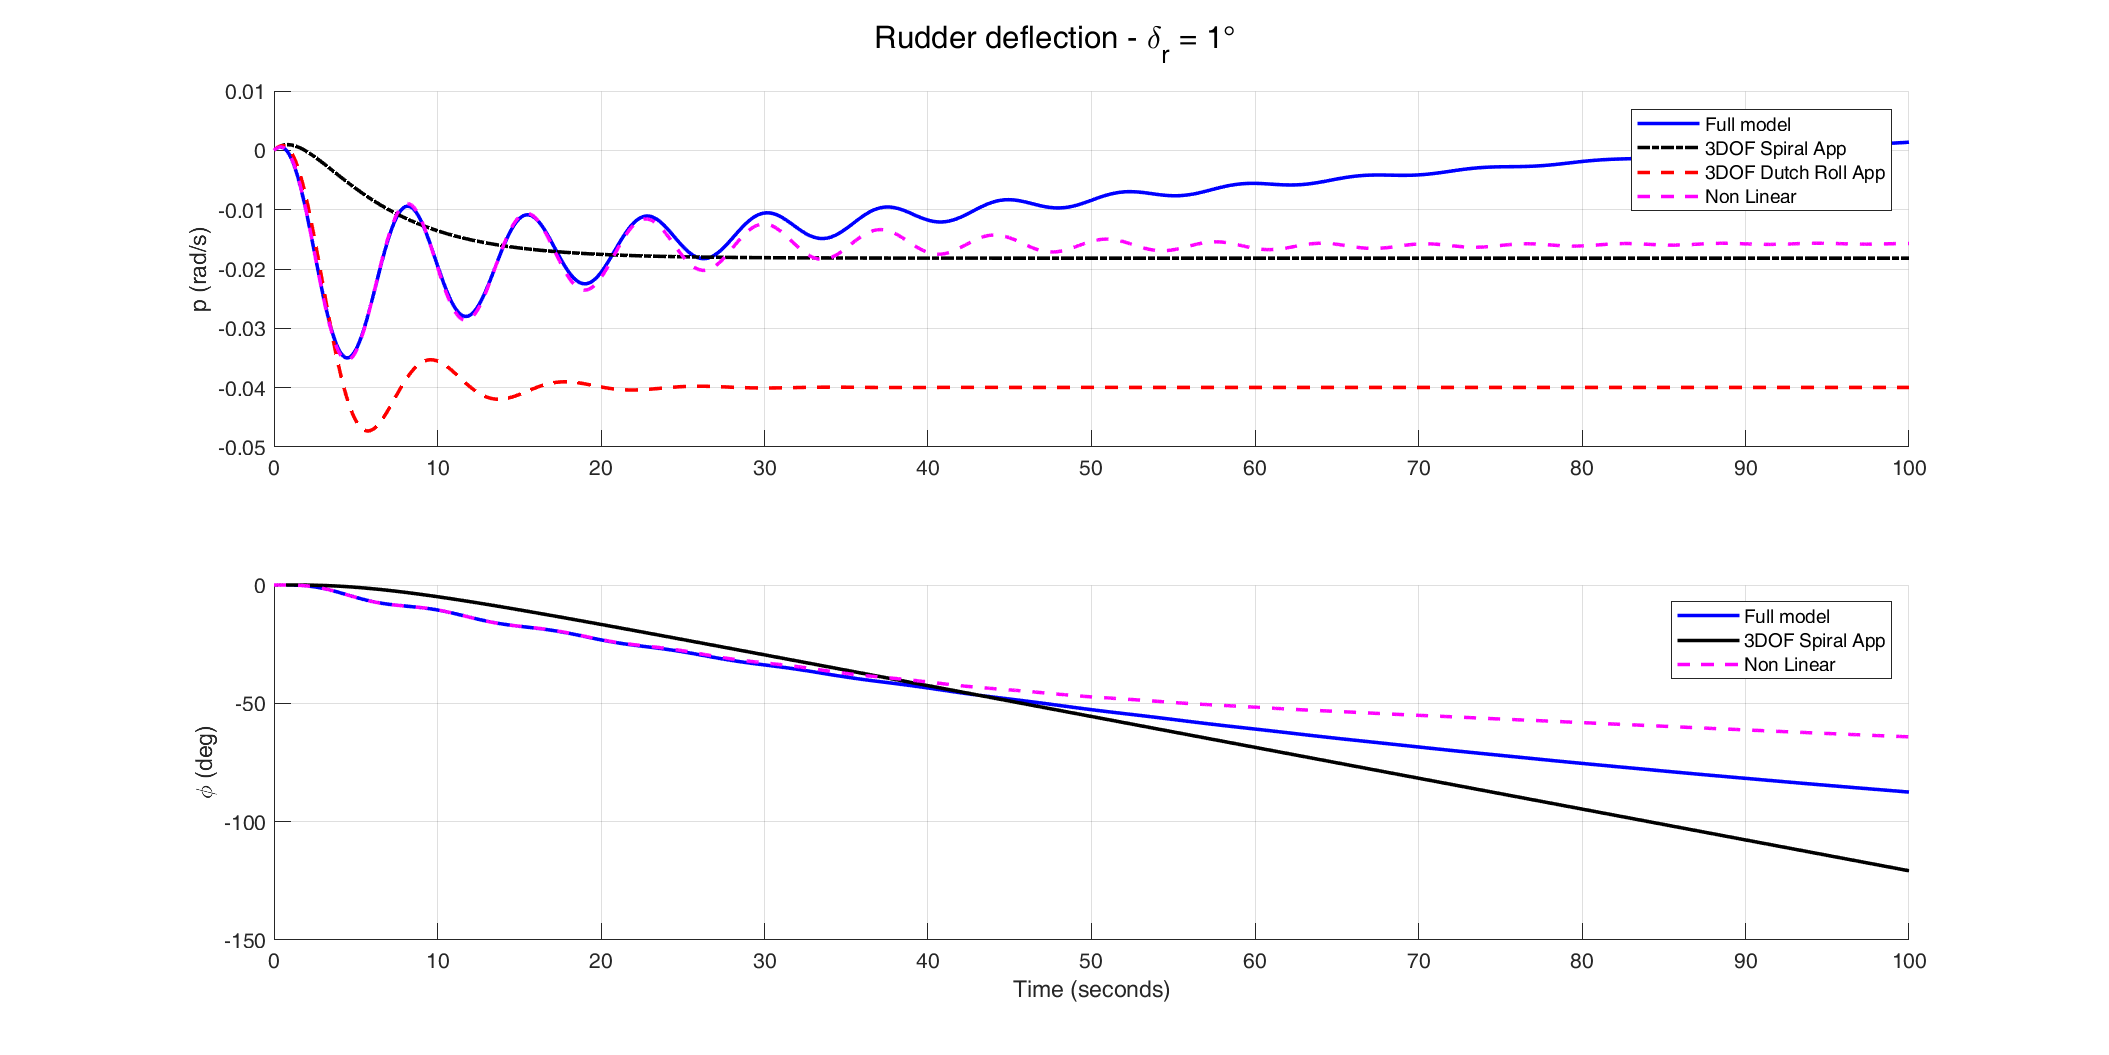 Rudder deflection - δr = 1°
0.01
0
-0.01
-0.02
-0.03
-0.04
-0.05
p (rad/s)
Full model
3DOF Spiral App
3DOF Dutch Roll App
Non Linear
0 10 20 30 40 50 60 70 80 90 100
0
-50
-100
-150
ϕ (deg)
Full model
3DOF Spiral App
Non Linear
0 10 20 30 40 50 60 70 80 90 100
Time (seconds)